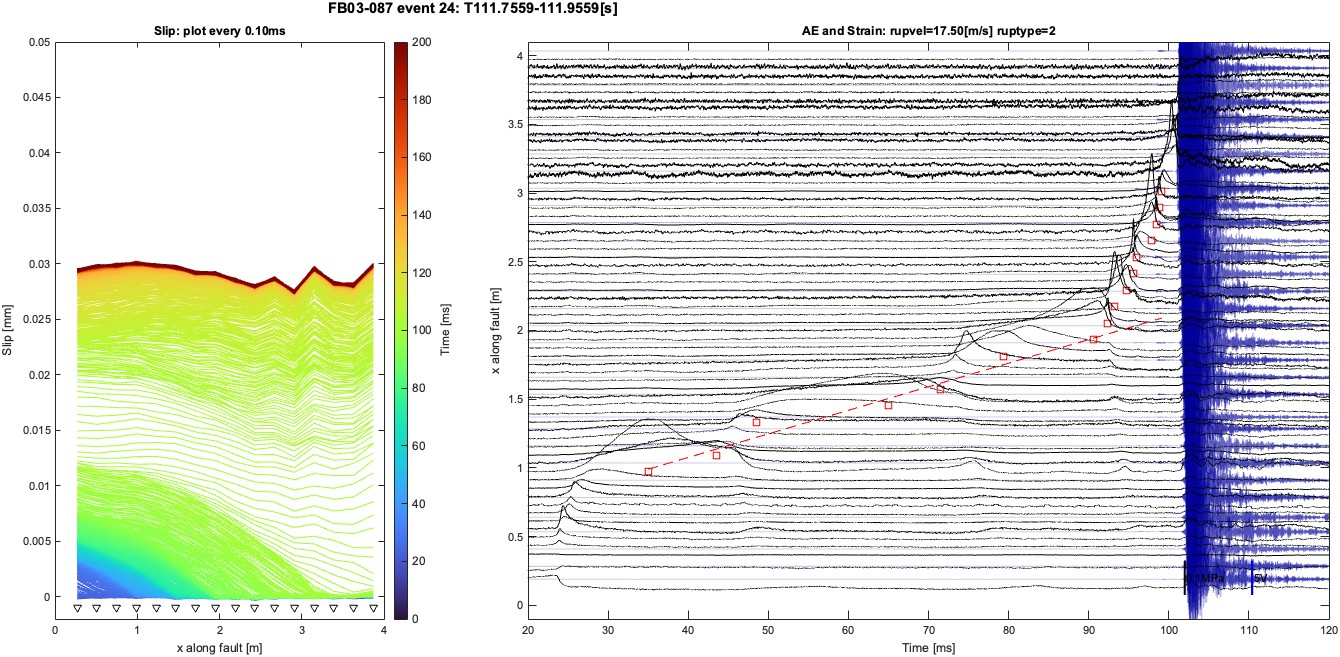 FB03-087 event 24: T111.7559-111.9559[s]
Slip: plot every 0.10ms
0.05
0.045
0.04
0.035
0.03
0.025
0.02
0.015
0.01
0.005
0
Slip [mm]
0 1 2 3 4
x along fault [m]
200
180
160
140
120
100
80
60
40
20
0
Time [ms]
AE and Strain: rupvel=17.50[m/s] ruptype=2
4
3.5
3
2.5
2
1.5
1
0.5
0
x along fault [m]
MPa 5V
20 30 40 50 60 70 80 90 100 110 120
Time [ms]